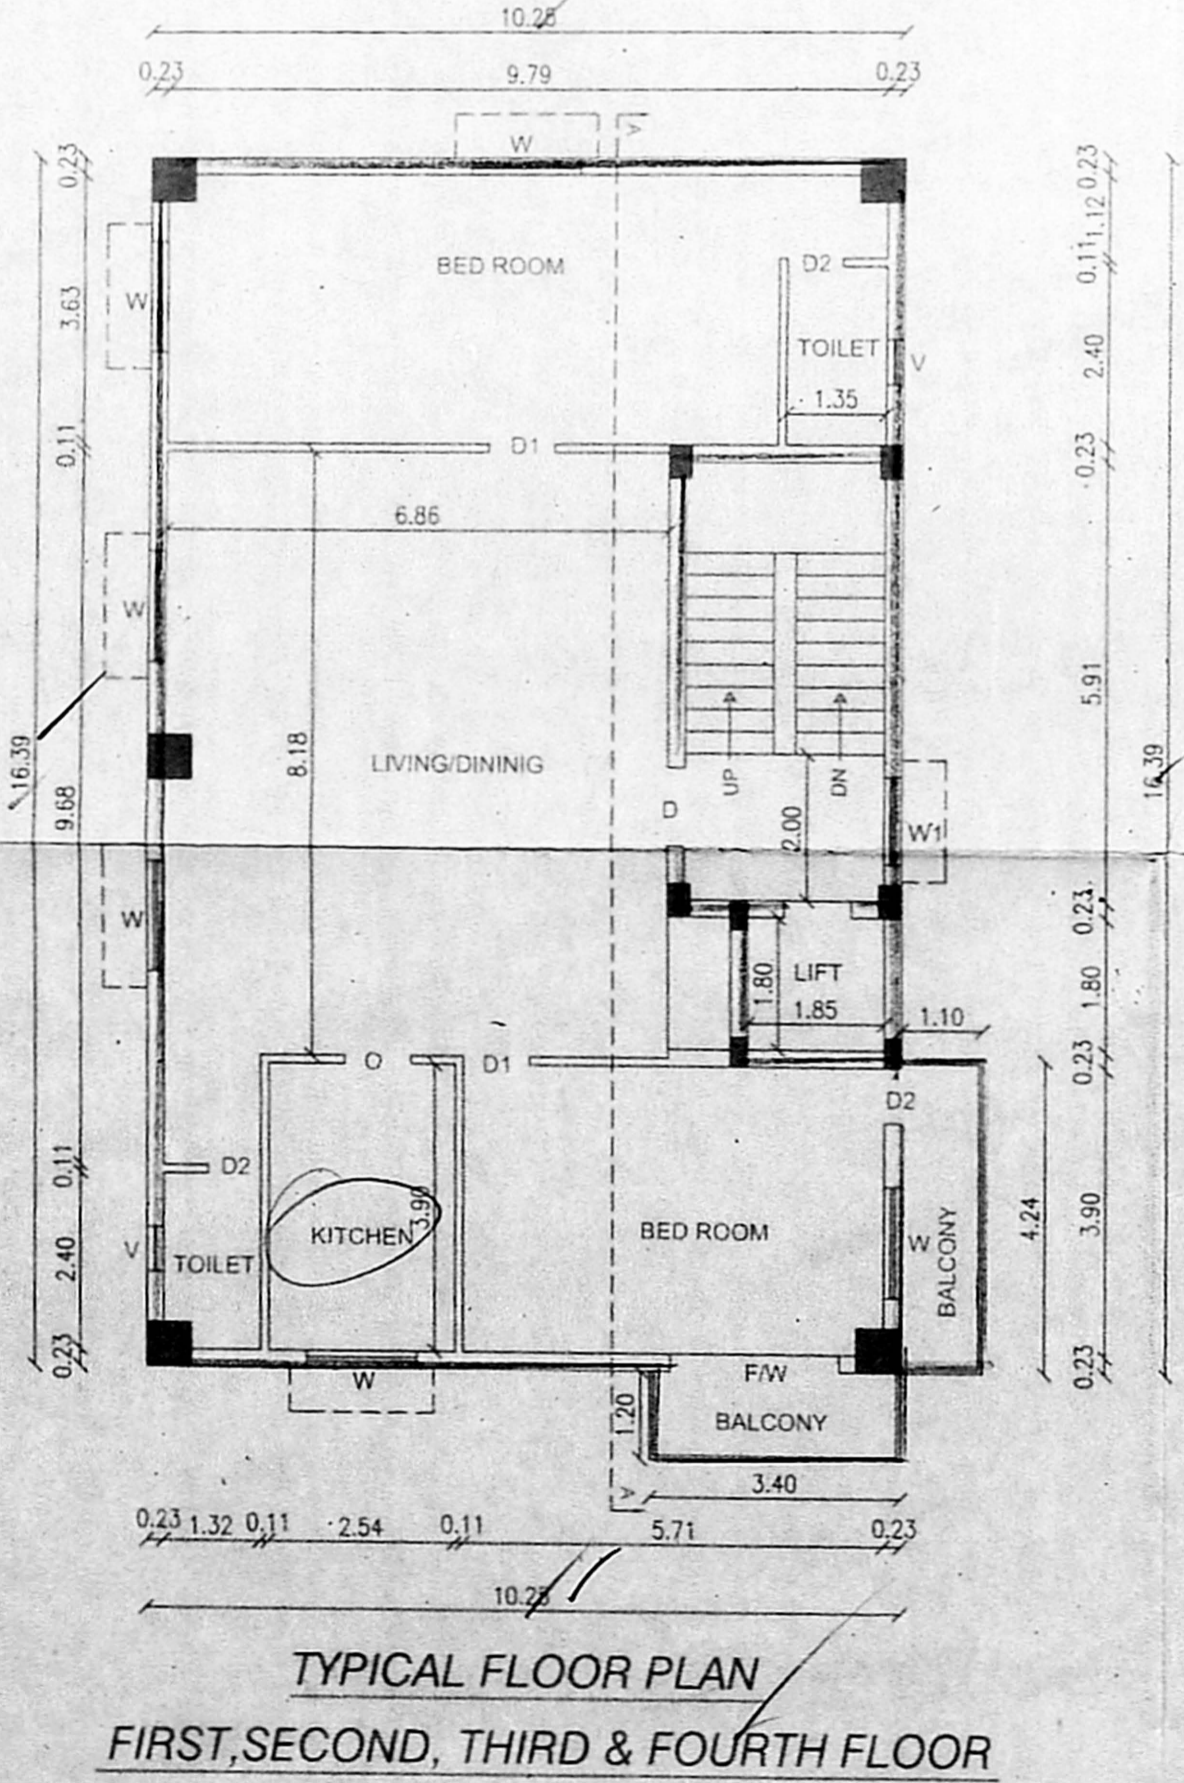 10.25
0.23 9.79 0.23
W A
0.23 3.63 0.11 9.68 0.11 2.40 0.23
16.39
0.23 1.12 0.11 2.40 0.23 5.91 0.23 1.80 0.23 3.90 0.23
16.39
BED ROOM
D2
W
TOILET V
1.35
D1
6.86
W
8.18
LIVING/DINING
UP DN
D
2.00
W1
W
LIFT
1.80
1.85
1.10
O D1
D2
D2
3.90
KITCHEN
BED ROOM
W
BALCONY
4.24
V
TOILET
W
F/W
1.20
BALCONY
A
3.40
0.23 1.32 0.11 2.54 0.11 5.71 0.23
10.25
TYPICAL FLOOR PLAN
FIRST,SECOND, THIRD & FOURTH FLOOR